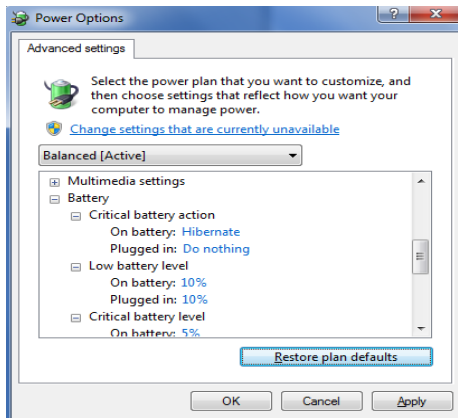 Power Options
?
Advanced settings
Select the power plan that you want to customize, and
then choose settings that reflect how you want your
computer to manage power.
Change settings that are currently unavailable
Balanced [Active]
Multimedia settings
Battery
Critical battery action
On battery: Hibernate
Plugged in: Do nothing
Low battery level
On battery: 10%
Plugged in: 10%
Critical battery level
On battery: 5%
Restore plan defaults
OK Cancel Apply